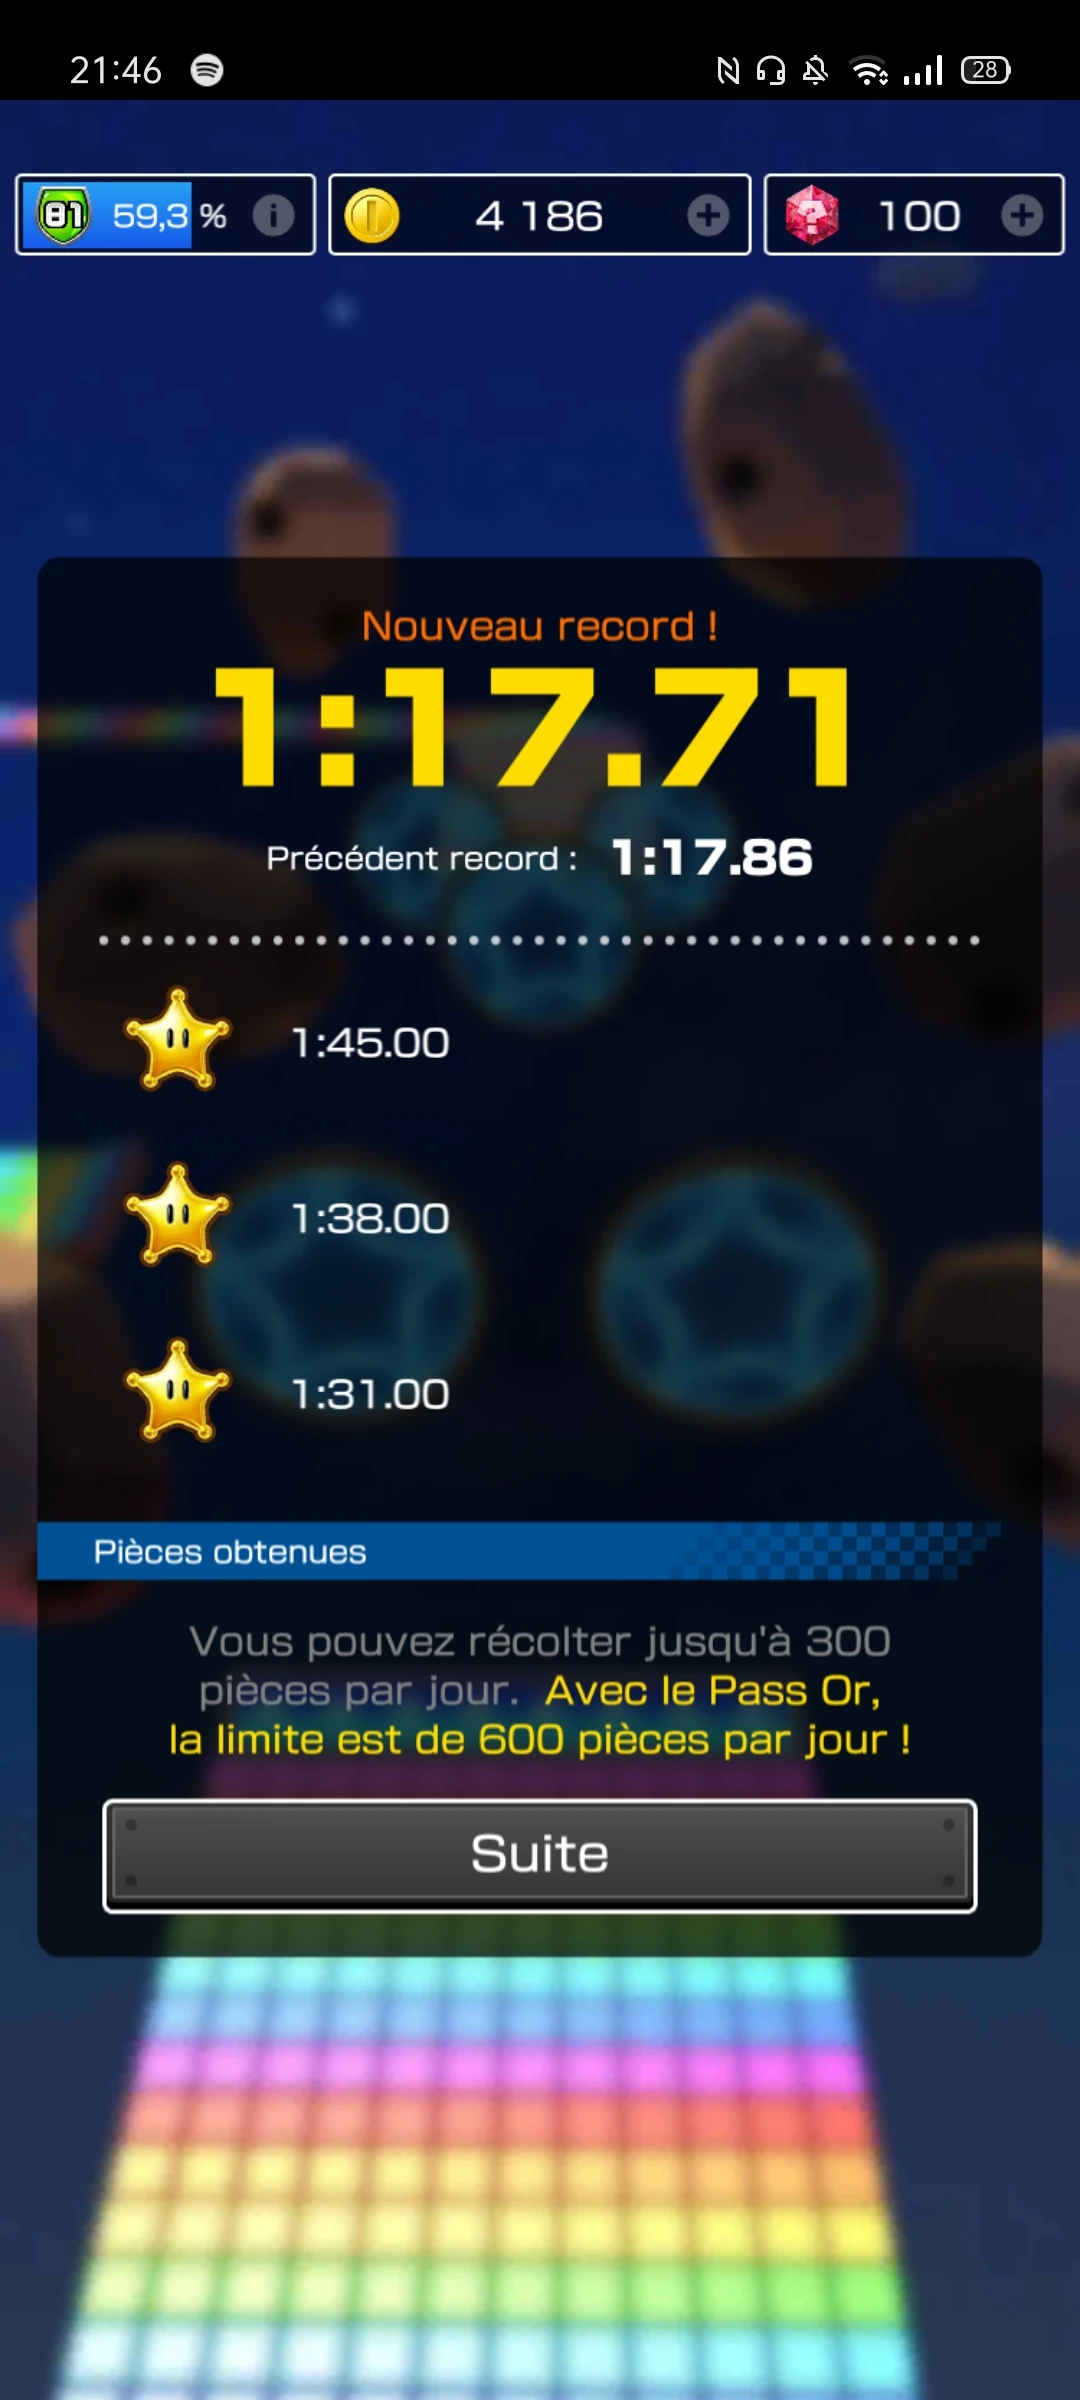 21:46 28
81 59,3 % 4 186 100
Nouveau record !
1:17.71
Précédent record : 1:17.86
1:45.00
1:38.00
1:31.00
Pièces obtenues
Vous pouvez récolter jusqu'à 300
pièces par jour. Avec le Pass Or,
la limite est de 600 pièces par jour !
Suite